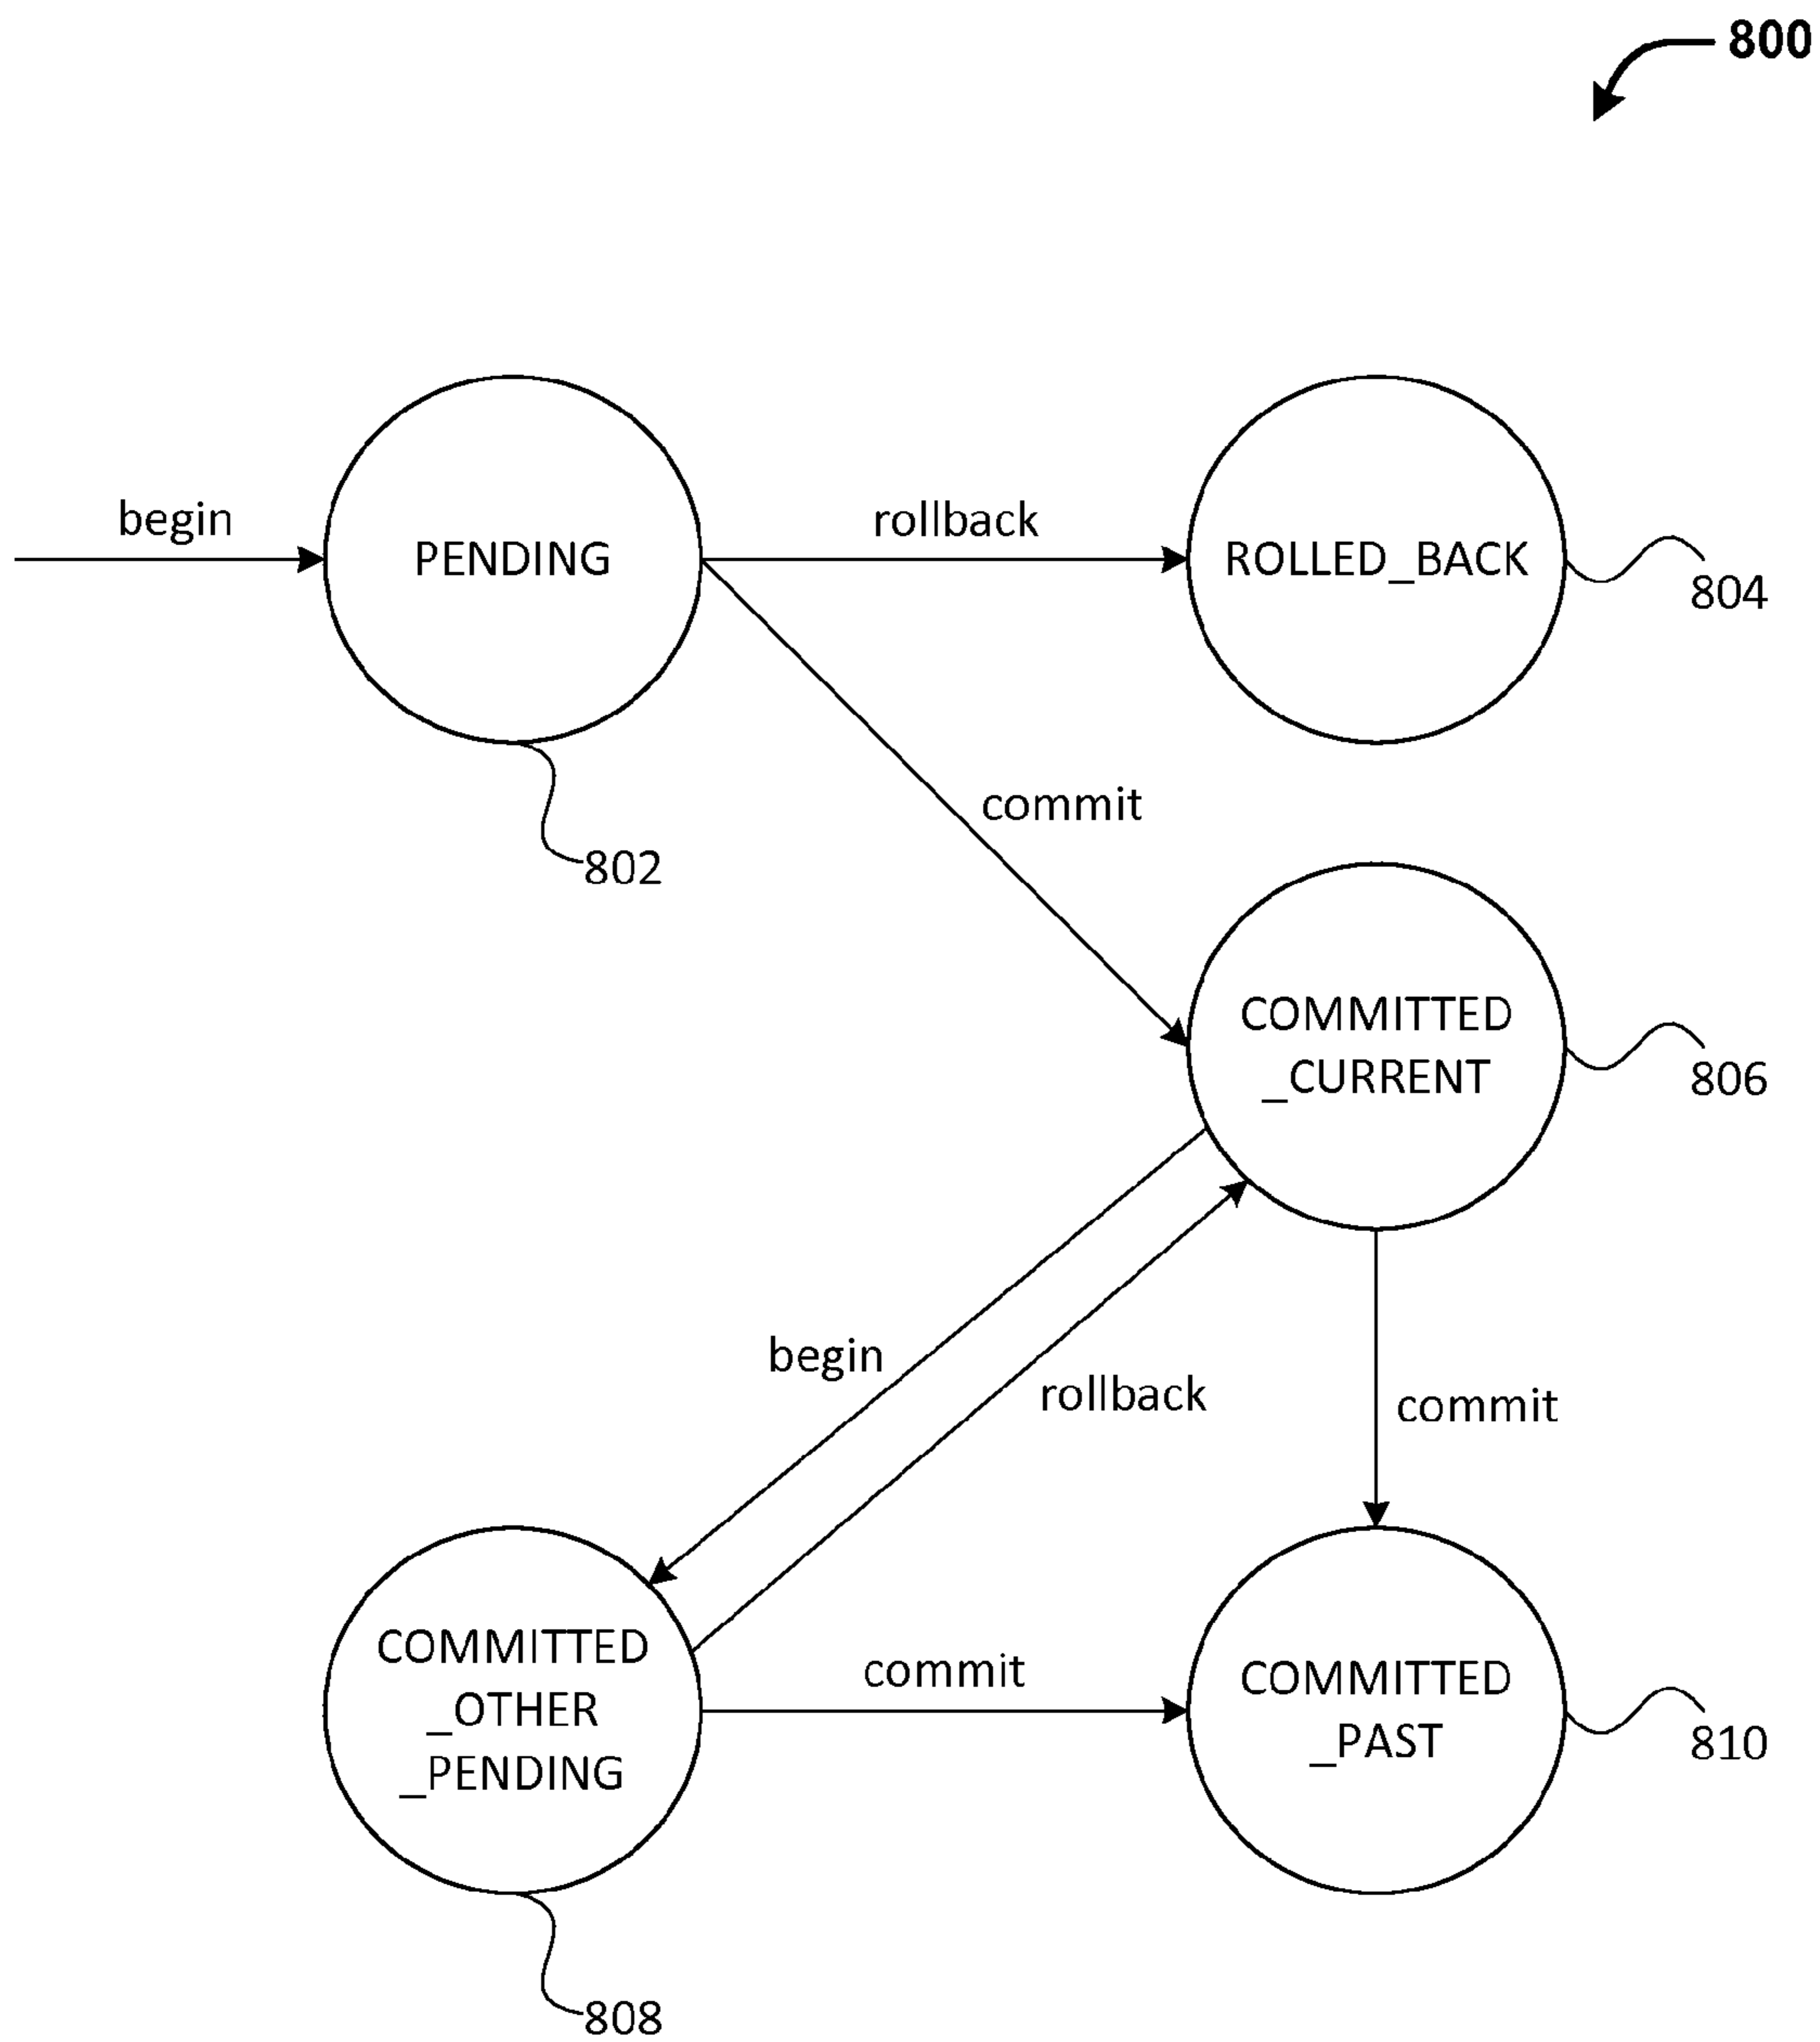 800
begin
PENDING
rollback
ROLLED_BACK
804
802
commit
COMMITTED
_CURRENT
806
begin
rollback
commit
COMMITTED
_OTHER
_PENDING
commit
COMMITTED
_PAST
810
808